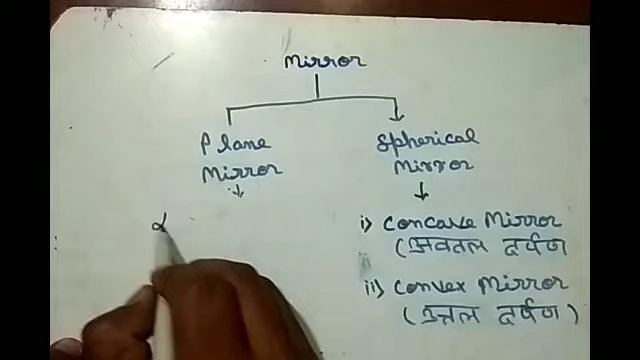 Mirror
Plane
Mirror
Spherical
Mirror
i) Concave Mirror
(अवतल दर्पण
ii) Convex Mirror
(उत्तल दर्पण)